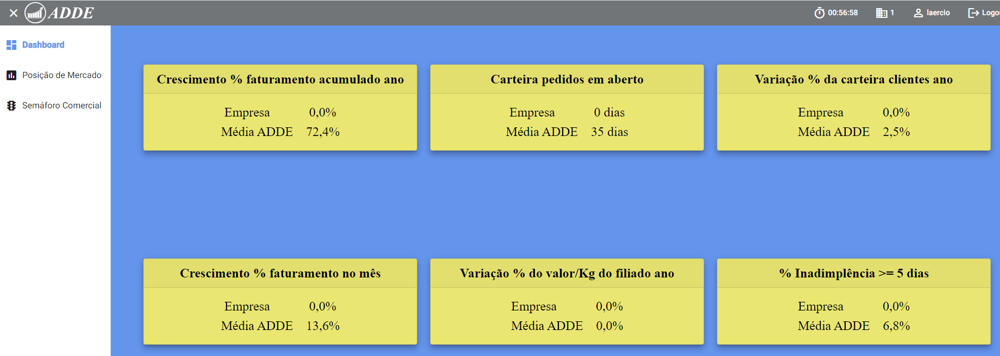 ADDE
00:56:58
1
laercio
Logou
Dashboard
Posição de Mercado
Semáforo Comercial
Crescimento % faturamento acumulado ano
Empresa 0,0%
Média ADDE 72,4%
Carteira pedidos em aberto
Empresa 0 dias
Média ADDE 35 dias
Variação % da carteira clientes ano
Empresa 0,0%
Média ADDE 2,5%
Crescimento % faturamento no mês
Empresa 0,0%
Média ADDE 13,6%
Variação % do valor/Kg do filiado ano
Empresa 0,0%
Média ADDE 0,0%
% Inadimplência >= 5 dias
Empresa 0,0%
Média ADDE 6,8%